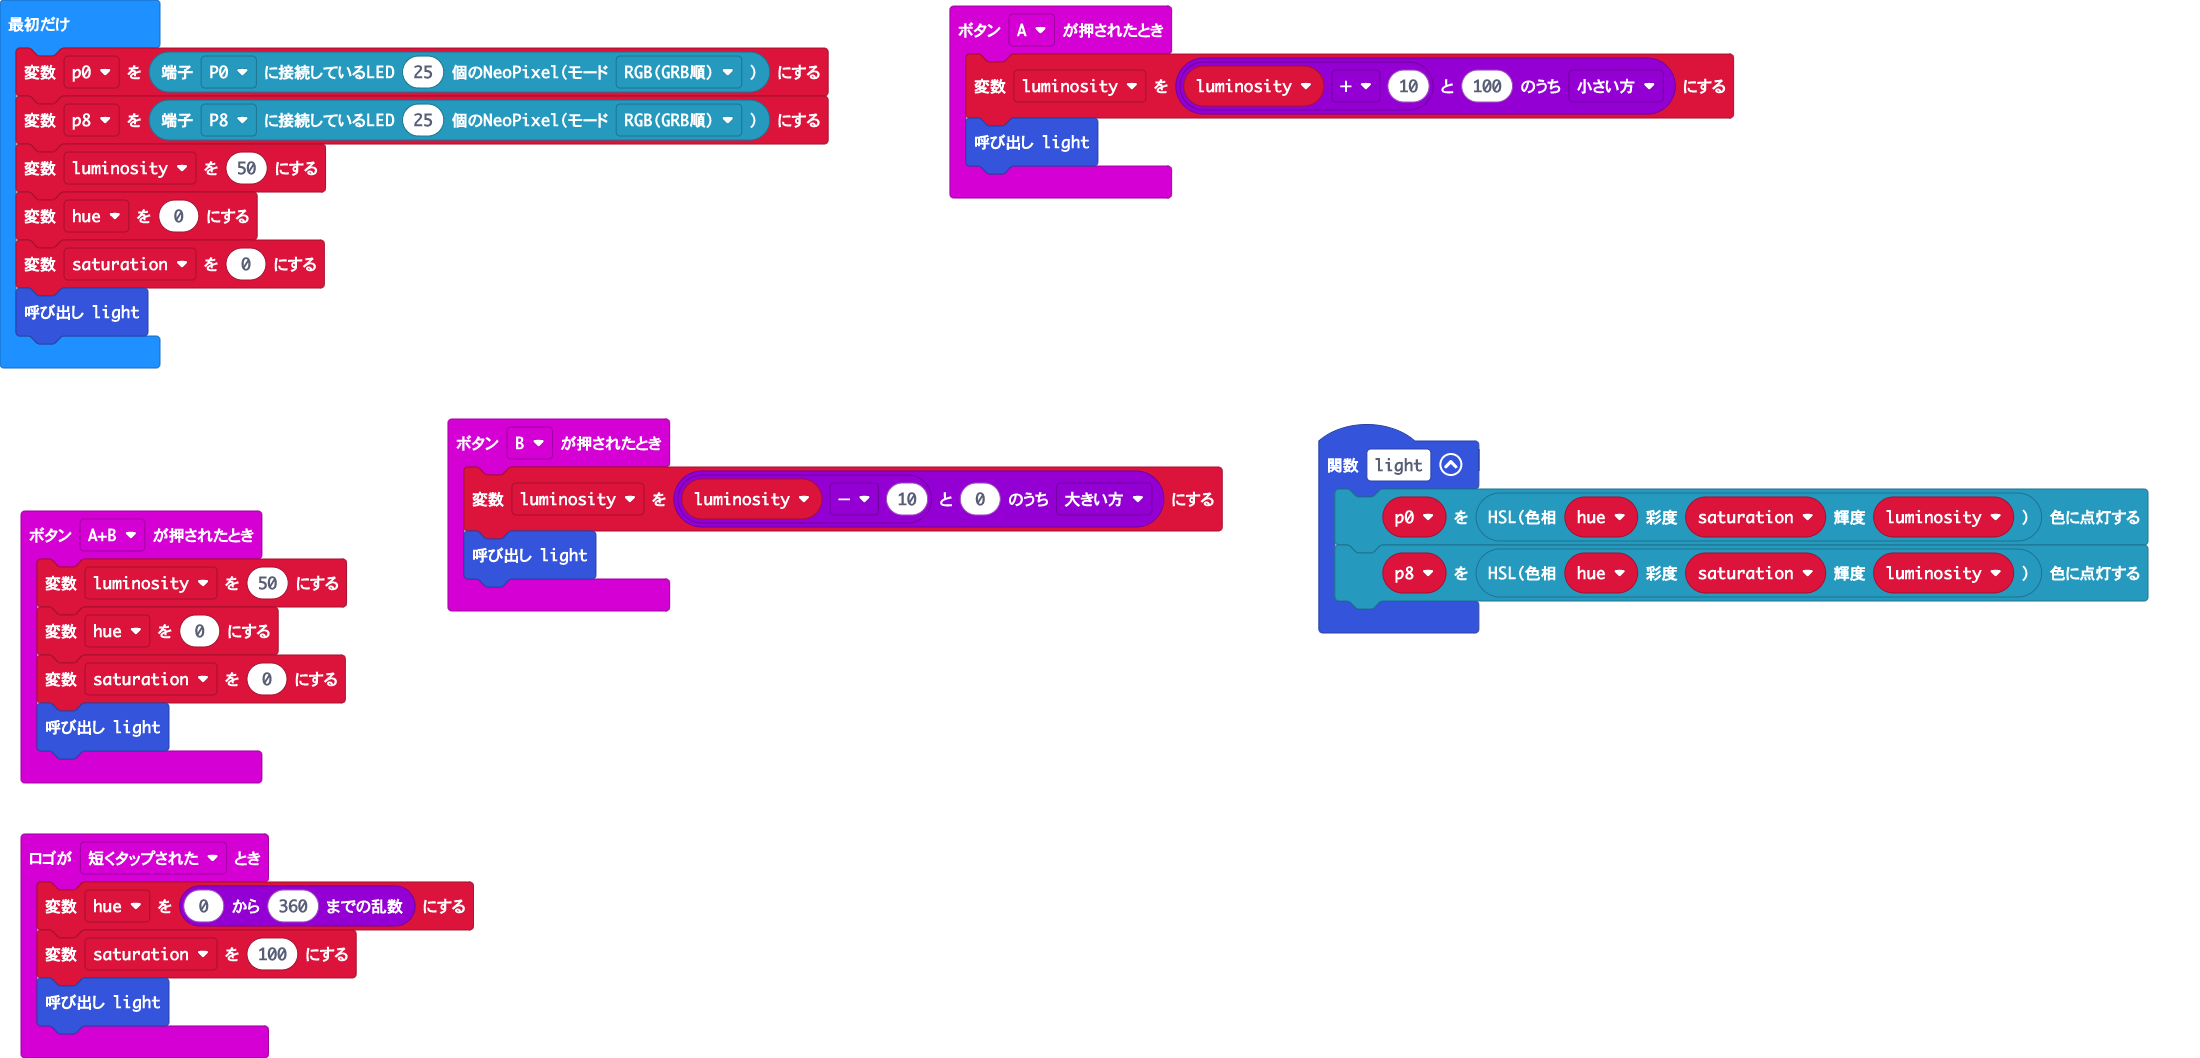 最初だけ
変数 p0 を 端子 P0 に接続しているLED 25 個のNeoPixel(モード RGB(GRB順) ) にする
変数 p8 を 端子 P8 に接続しているLED 25 個のNeoPixel(モード RGB(GRB順) ) にする
変数 luminosity を 50 にする
変数 hue を 0 にする
変数 saturation を 0 にする
呼び出し light
ボタン A が押されたとき
変数 luminosity を luminosity + 10 と 100 のうち 小さい方 にする
呼び出し light
ボタン B が押されたとき
変数 luminosity を luminosity - 10 と 0 のうち 大きい方 にする
呼び出し light
関数 light
p0 を HSL(色相 hue 彩度 saturation 輝度 luminosity ) 色に点灯する
p8 を HSL(色相 hue 彩度 saturation 輝度 luminosity ) 色に点灯する
ボタン A+B が押されたとき
変数 luminosity を 50 にする
変数 hue を 0 にする
変数 saturation を 0 にする
呼び出し light
ロゴが 短くタップされた とき
変数 hue を 0 から 360 までの乱数 にする
変数 saturation を 100 にする
呼び出し light